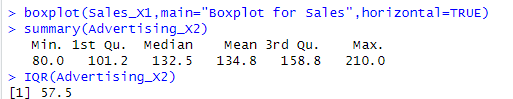 > boxplot(Sales_X1,main="Boxplot for Sales",horizontal=TRUE)
> summary(Advertising_X2)
Min. 1st Qu. Median Mean 3rd Qu. Max.
80.0 101.2 132.5 134.8 158.8 210.0
> IQR(Advertising_X2)
[1] 57.5